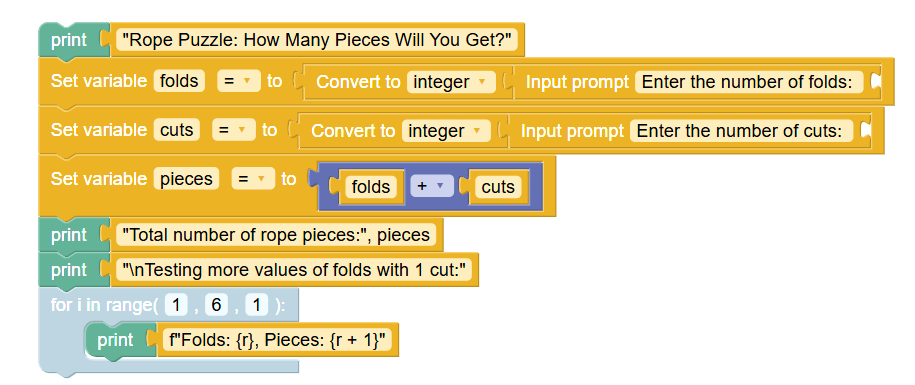 print "Rope Puzzle: How Many Pieces Will You Get?"
Set variable folds = to Convert to integer Input prompt Enter the number of folds:
Set variable cuts = to Convert to integer Input prompt Enter the number of cuts:
Set variable pieces = to folds + cuts
print "Total number of rope pieces:", pieces
print "\nTesting more values of folds with 1 cut:"
for i in range( 1 , 6 , 1 ):
print f"Folds: {r}, Pieces: {r + 1}"